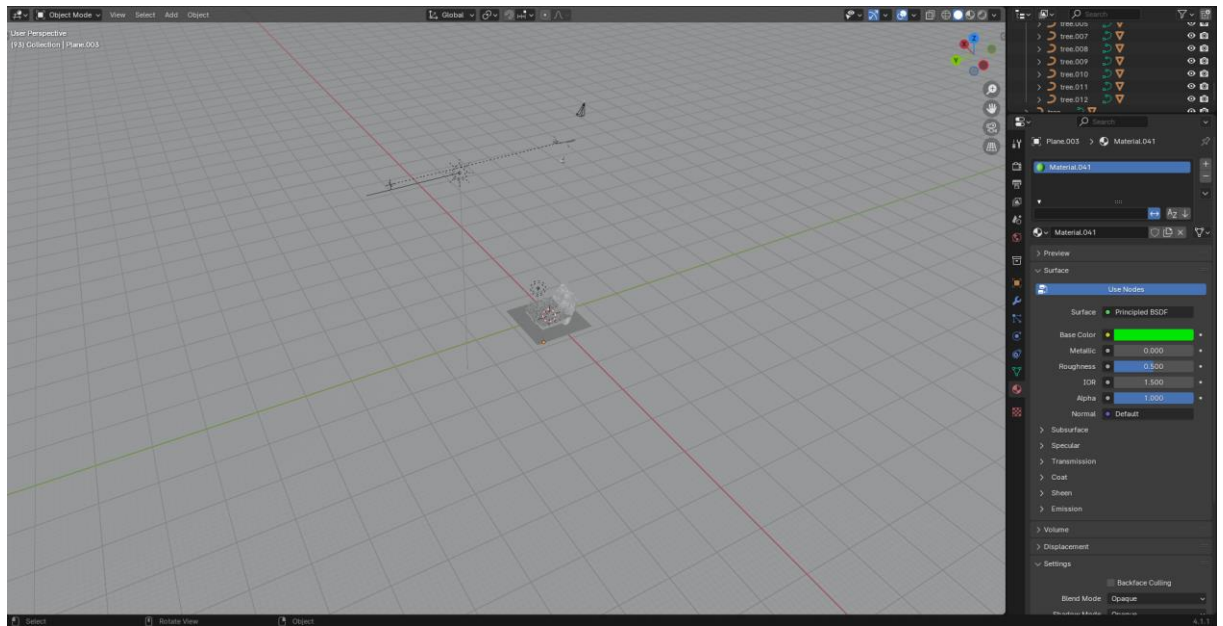 Object Mode View Select Add Object Global Search
User Perspective
(93) Collection | Plane.003
Z
Y
tree.007
tree.008
tree.009
tree.010
tree.011
tree.012
Search
Plane.003 > Material.041
Material.041
Material.041
Preview
Surface
Use Nodes
Surface Principled BSDF
Base Color
Metallic 0.000
Roughness 0.500
IOR 1.500
Alpha 1.000
Normal Default
Subsurface
Specular
Transmission
Coat
Sheen
Emission
Volume
Displacement
Settings
Backface Culling
Blend Mode Opaque
Select Rotate View Object 4.1.1